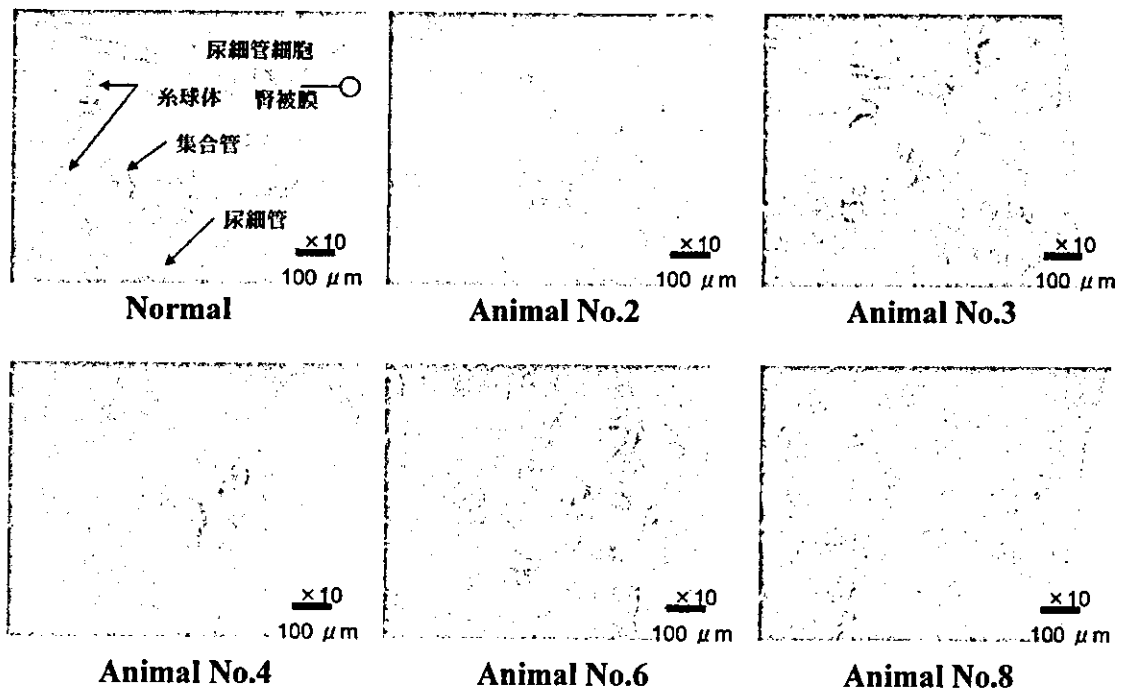 尿細管細胞
糸球体 腎被膜
集合管
尿細管
×10
100 μm
Normal
×10
100 μm
Animal No.2
×10
100 μm
Animal No.3
×10
100 μm
Animal No.4
×10
100 μm
Animal No.6
×10
100 μm
Animal No.8